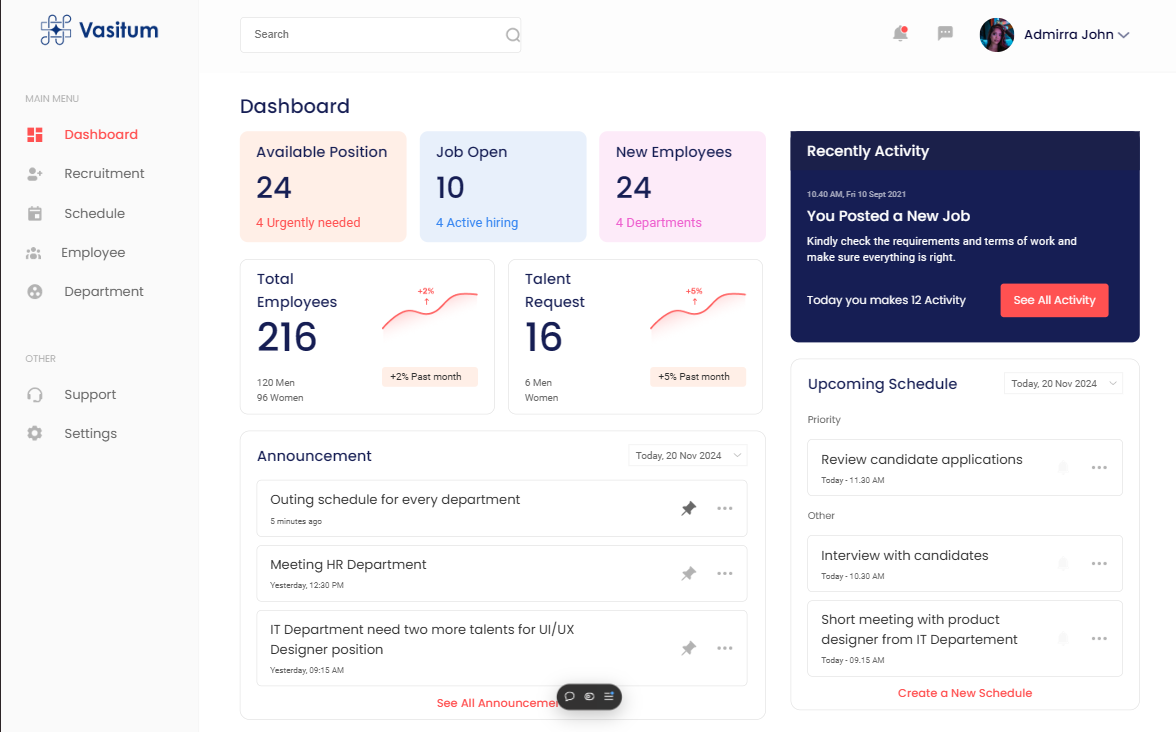 Vasitum
Search
Admirra John
MAIN MENU
Dashboard
Recruitment
Schedule
Employee
Department
OTHER
Support
Settings
Dashboard
Available Position
24
4 Urgently needed
Job Open
10
4 Active hiring
New Employees
24
4 Departments
Total
Employees
216
120 Men
96 Women
+2%
↑
+2% Past month
Talent
Request
16
6 Men
Women
+5%
↑
+5% Past month
Announcement
Today, 20 Nov 2024
Outing schedule for every department
5 minutes ago
Meeting HR Department
Yesterday, 12:30 PM
IT Department need two more talents for UI/UX
Designer position
Yesterday, 09:15 AM
See All Announcemen
Recently Activity
10.40 AM, Fri 10 Sept 2021
You Posted a New Job
Kindly check the requirements and terms of work and
make sure everything is right.
Today you makes 12 Activity
See All Activity
Upcoming Schedule
Today, 20 Nov 2024
Priority
Review candidate applications
Today - 11.30 AM
Other
Interview with candidates
Today - 10.30 AM
Short meeting with product
designer from IT Departement
Today - 09.15 AM
Create a New Schedule